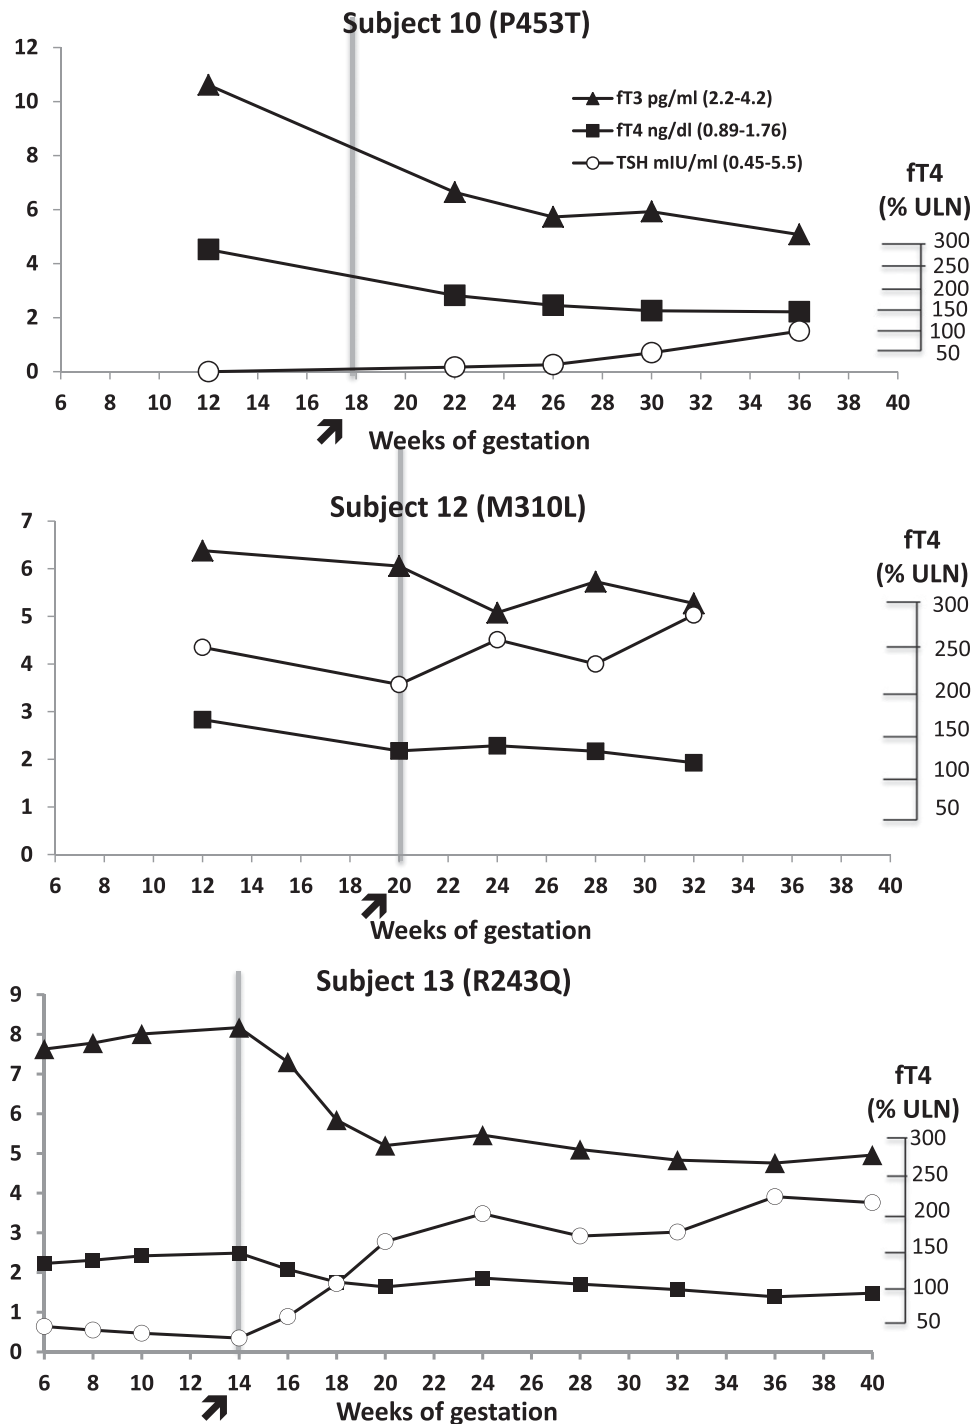 Subject 10 (P453T)
12
10
8
6
4
2
0
fT3 pg/ml (2.2-4.2)
fT4 ng/dl (0.89-1.76)
TSH mIU/ml (0.45-5.5)
fT4
(% ULN)
300
250
200
150
100
50
6 8 10 12 14 16 18 20 22 24 26 28 30 32 34 36 38 40
Weeks of gestation
Subject 12 (M310L)
7
6
5
4
3
2
1
0
fT4
(% ULN)
300
250
200
150
100
50
6 8 10 12 14 16 18 20 22 24 26 28 30 32 34 36 38 40
Weeks of gestation
Subject 13 (R243Q)
9
8
7
6
5
4
3
2
1
0
fT4
(% ULN)
300
250
200
150
100
50
6 8 10 12 14 16 18 20 22 24 26 28 30 32 34 36 38 40
Weeks of gestation